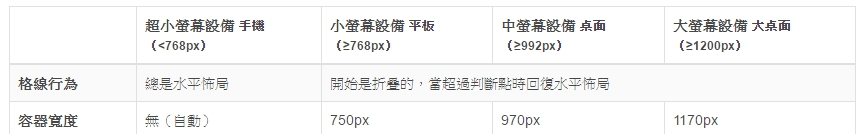 超小螢幕設備 手機 小螢幕設備 平板 中螢幕設備 桌面 大螢幕設備 大桌面
（<768px） （≥768px） （≥992px） （≥1200px）
格線行為 總是水平佈局 開始是折疊的，當超過判斷點時回復水平佈局
容器寬度 無（自動） 750px 970px 1170px